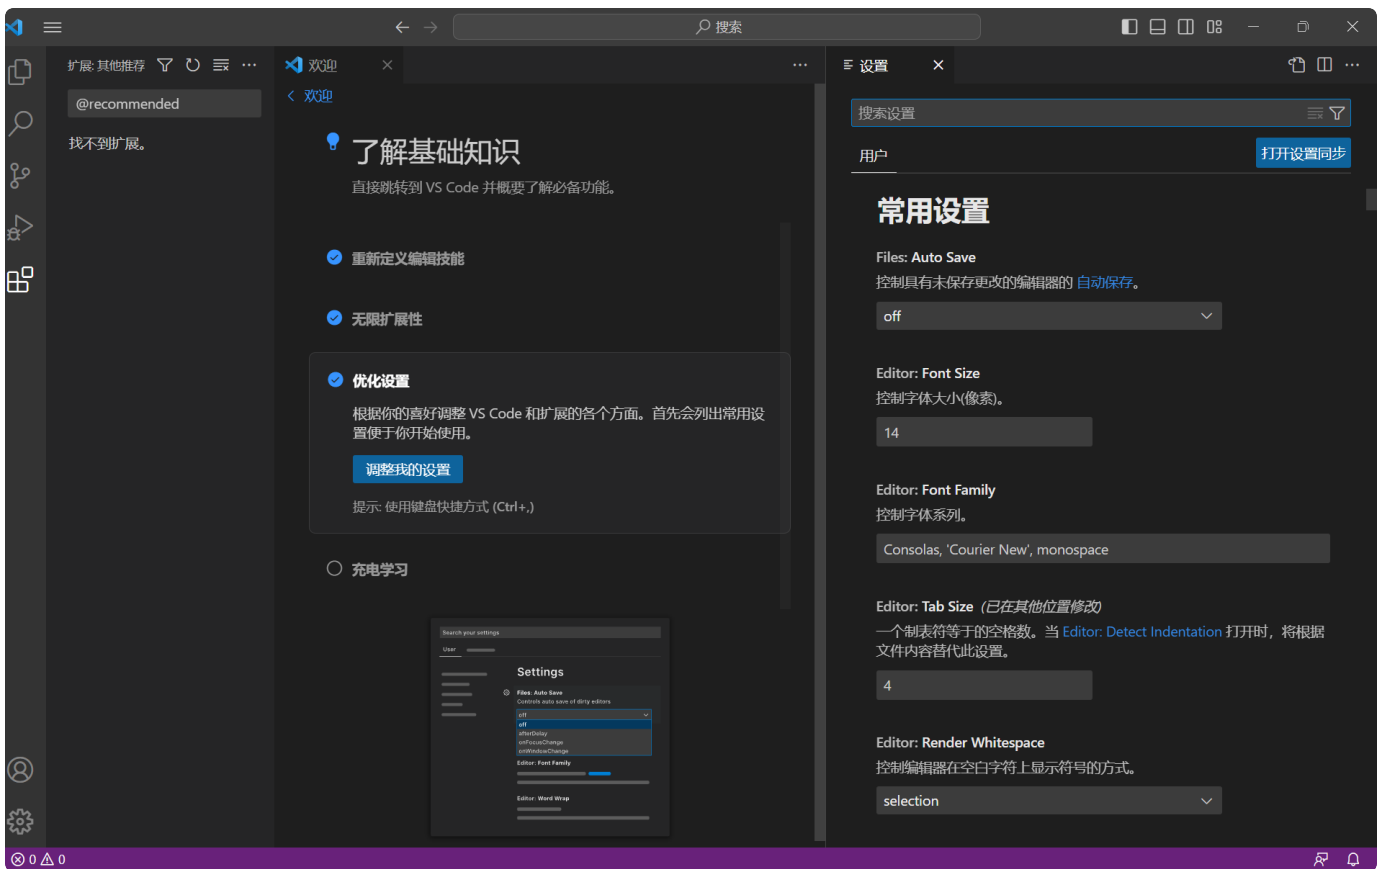 搜索
扩展: 其他推荐
@recommended
找不到扩展。
欢迎
欢迎
了解基础知识
直接跳转到 VS Code 并概要了解必备功能。
重新定义编辑技能
无限扩展性
优化设置
根据你的喜好调整 VS Code 和扩展的各个方面。首先会列出常用设
置便于你开始使用。
调整我的设置
提示: 使用键盘快捷方式 (Ctrl+,)
充电学习
Search your settings
User
Settings
Files: Auto Save
Controls auto save of dirty editors
off
off
afterDelay
onFocusChange
onWindowChange
Editor: Font Family
Editor: Word Wrap
设置
搜索设置
用户
打开设置同步
常用设置
Files: Auto Save
控制具有未保存更改的编辑器的 自动保存。
off
Editor: Font Size
控制字体大小(像素)。
14
Editor: Font Family
控制字体系列。
Consolas, 'Courier New', monospace
Editor: Tab Size (已在其他位置修改)
一个制表符等于的空格数。当 Editor: Detect Indentation 打开时，将根据
文件内容替代此设置。
4
Editor: Render Whitespace
控制编辑器在空白字符上显示符号的方式。
selection
0 0